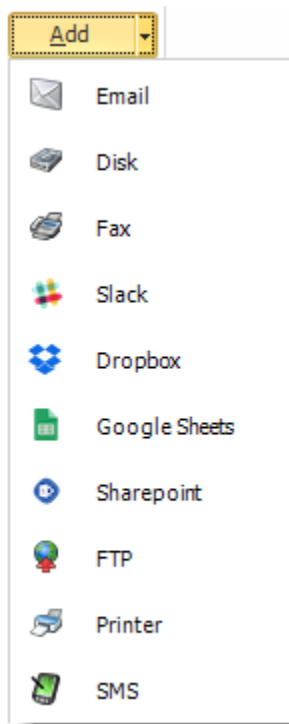 Add
Email
Disk
Fax
Slack
Dropbox
Google Sheets
Sharepoint
FTP
Printer
SMS